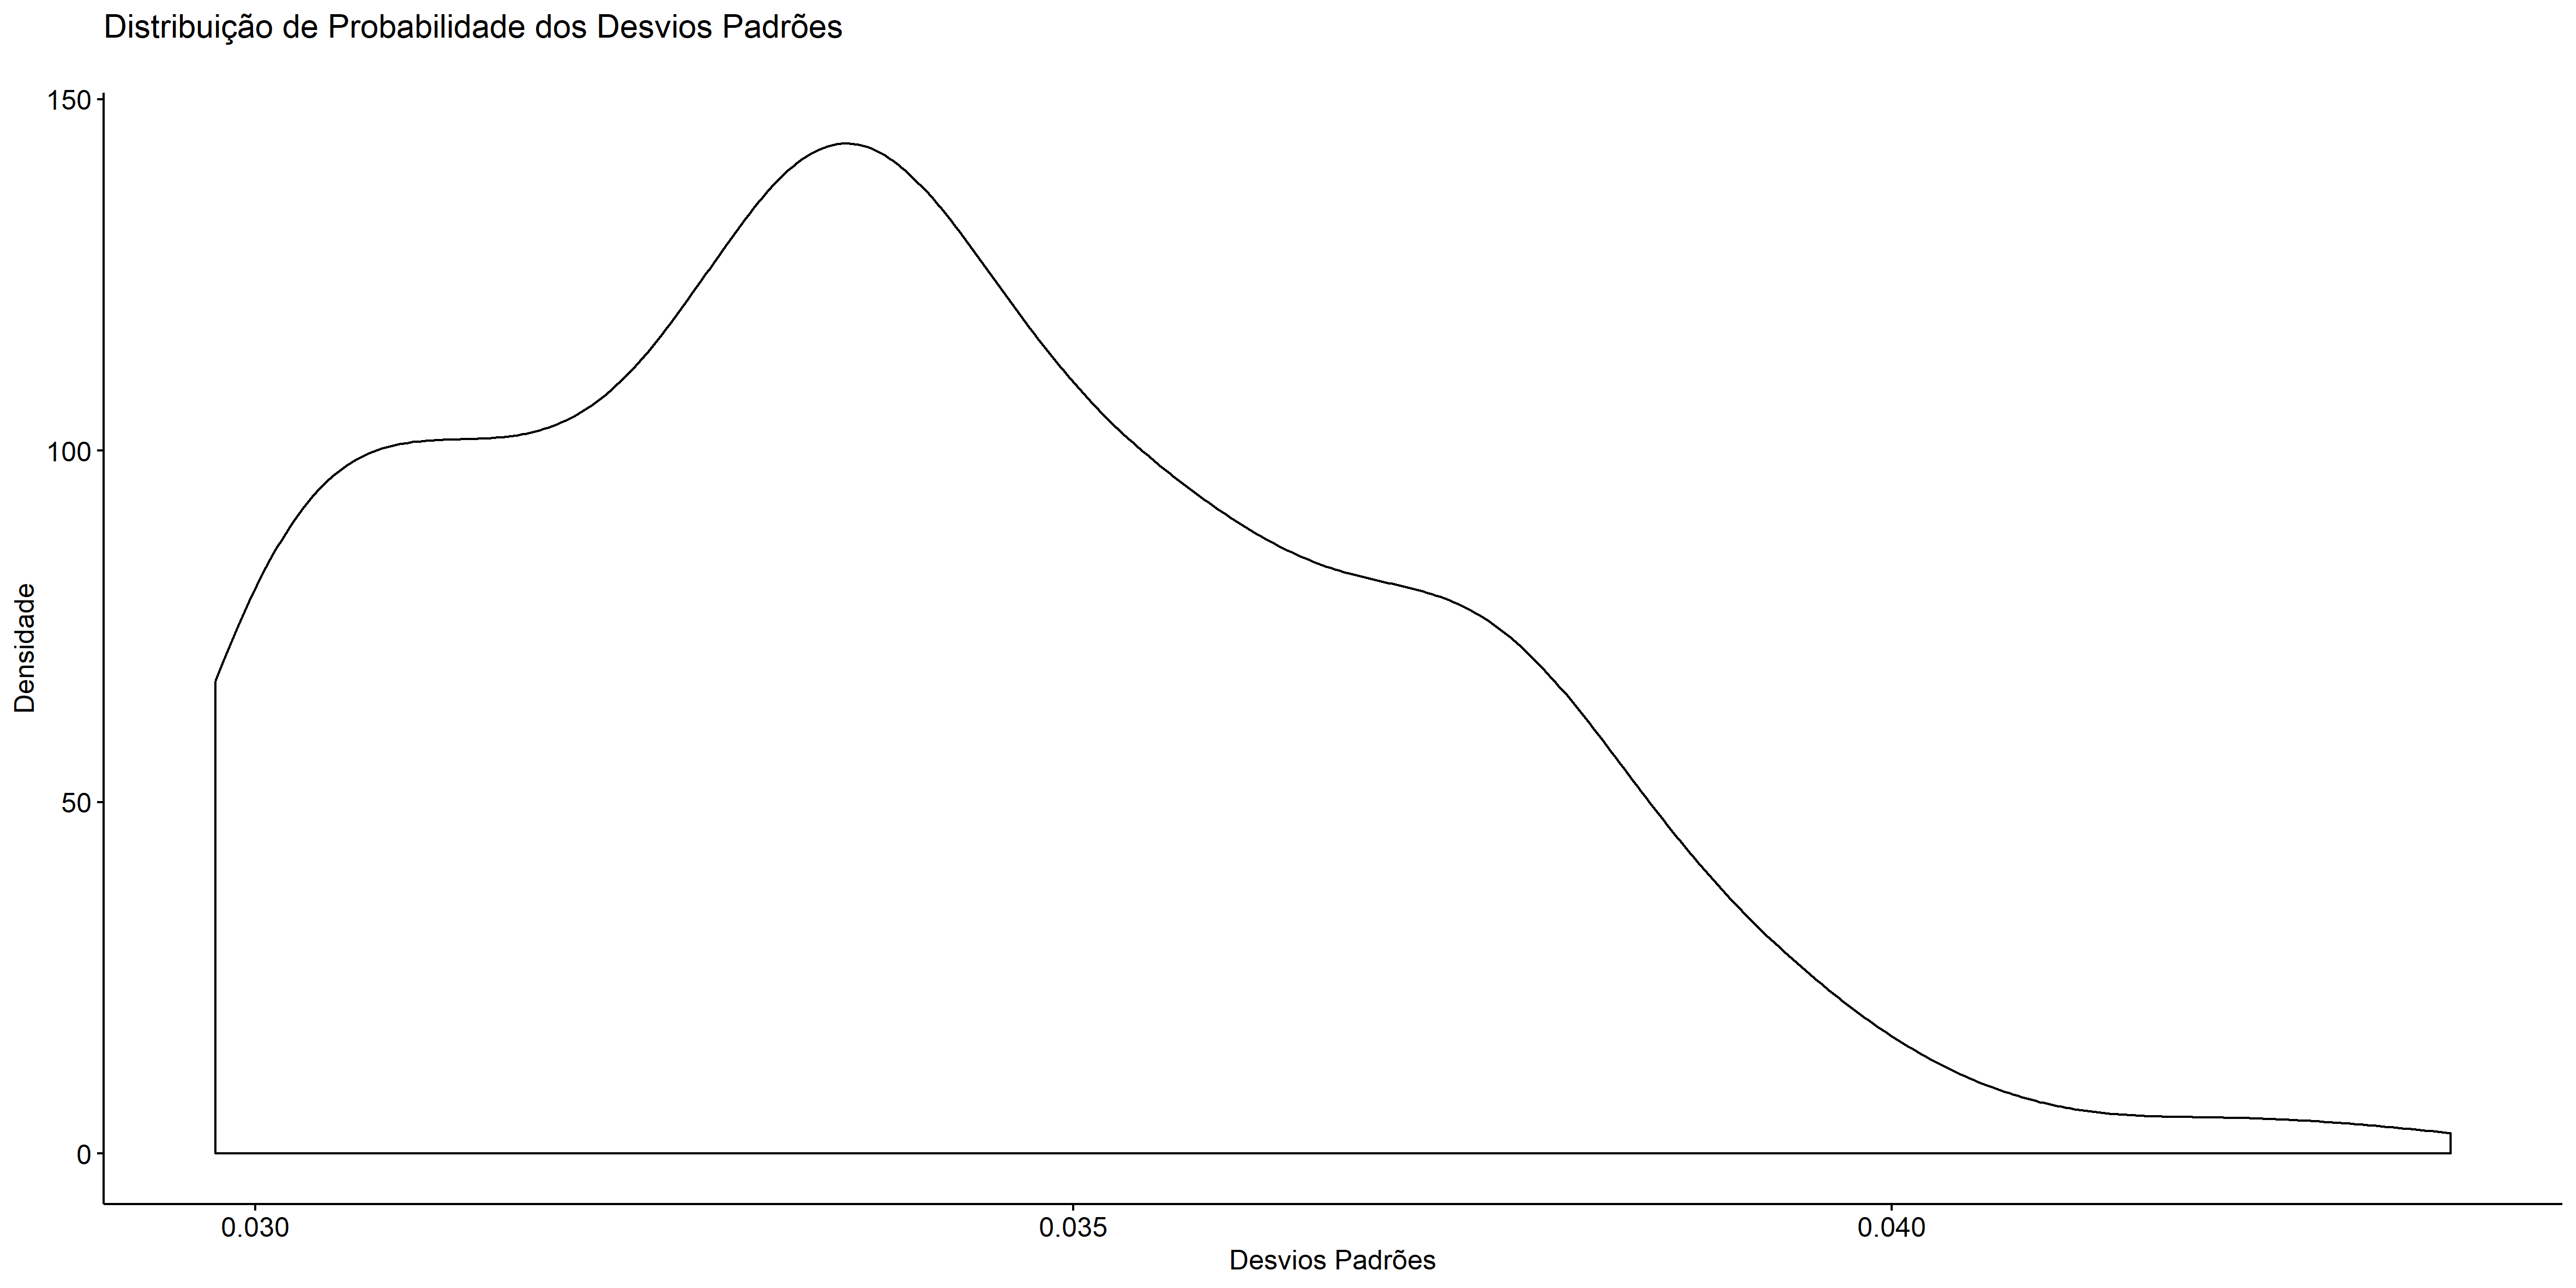 Distribuição de Probabilidade dos Desvios Padrões
150
100
50
0
Densidade
0.030 0.035 0.040
Desvios Padrões